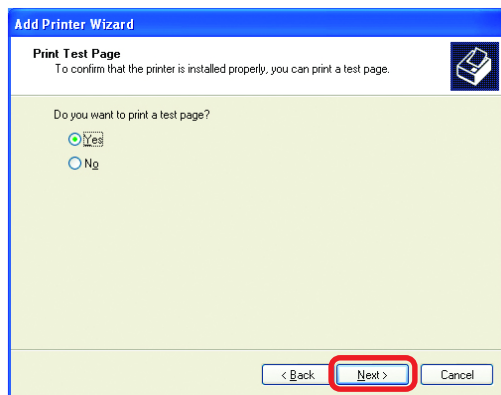 Add Printer Wizard
Print Test Page
To confirm that the printer is installed properly, you can print a test page.
Do you want to print a test page?
Yes
No
< Back
Next >
Cancel